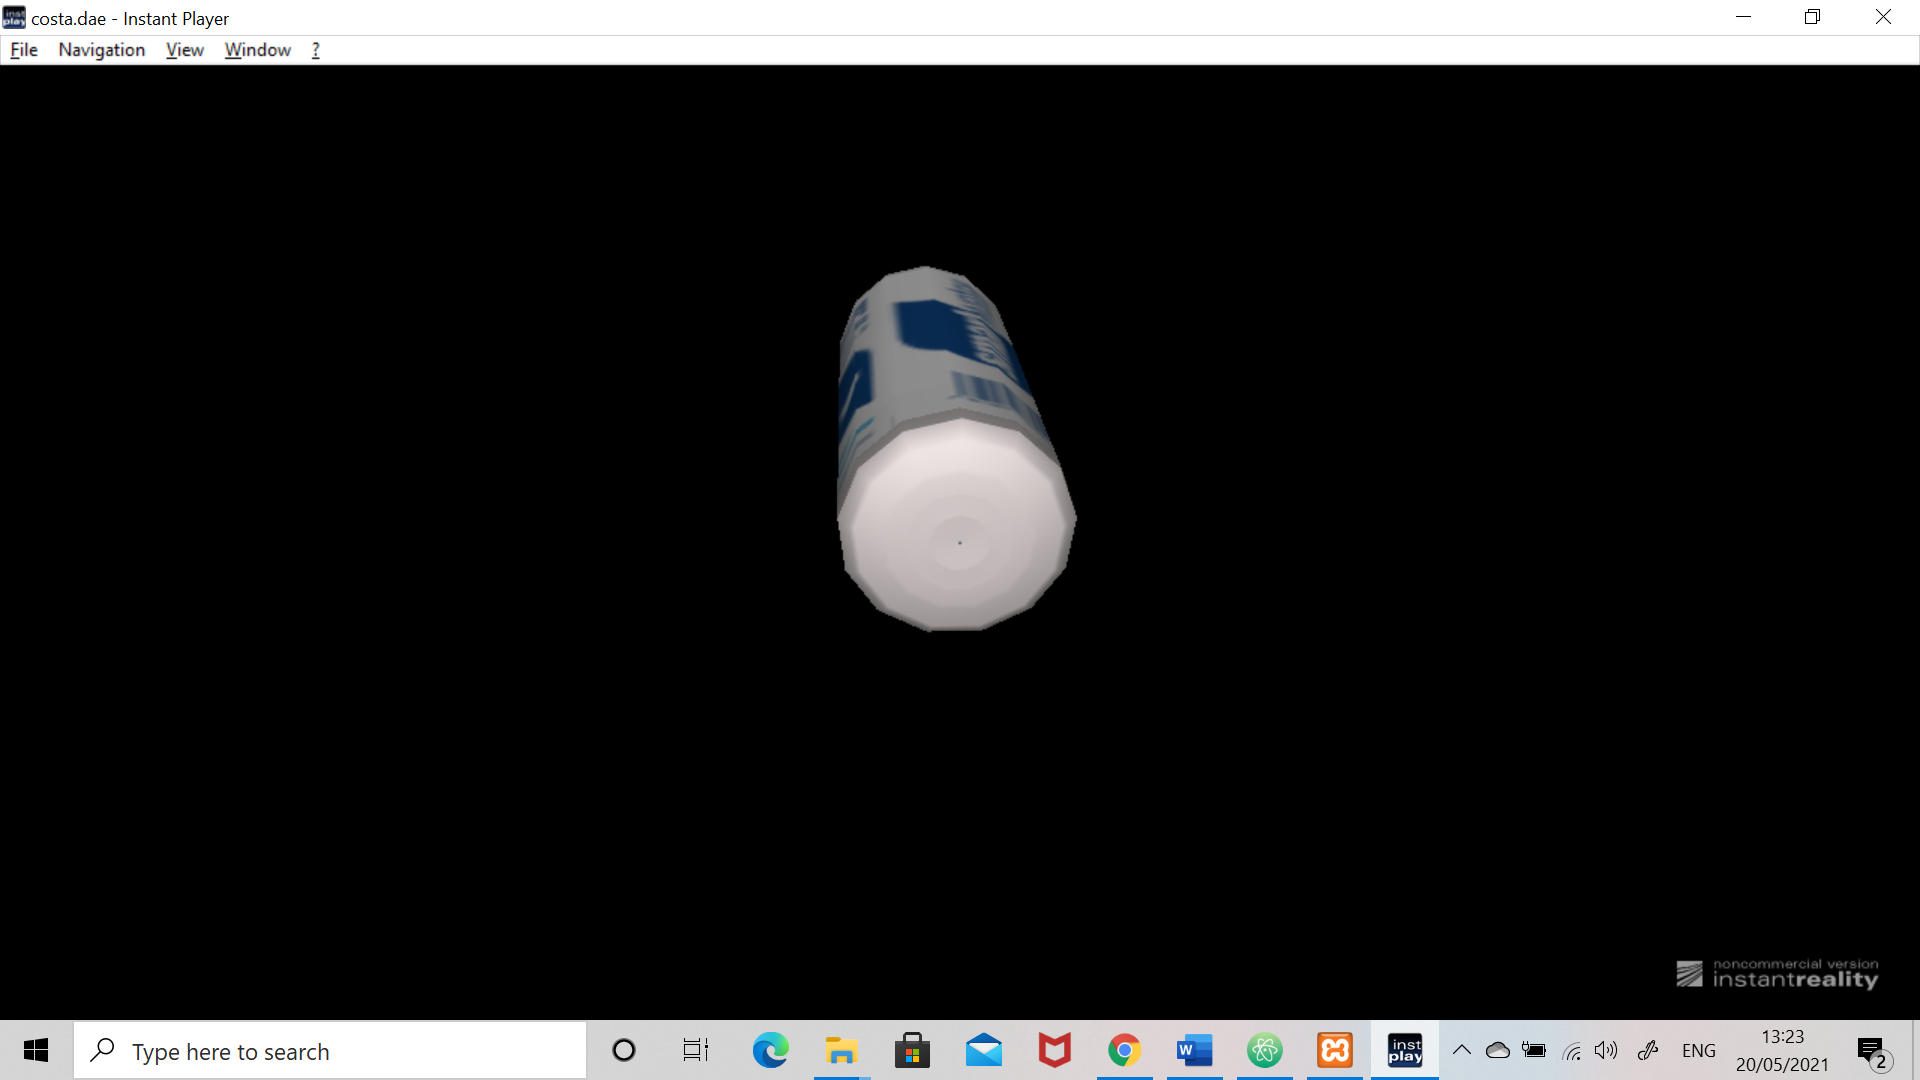 costa.dae - Instant Player
File Navigation View Window ?
noncommercial version
instantreality
Type here to search
W
inst
play
ENG
13:23
20/05/2021
2